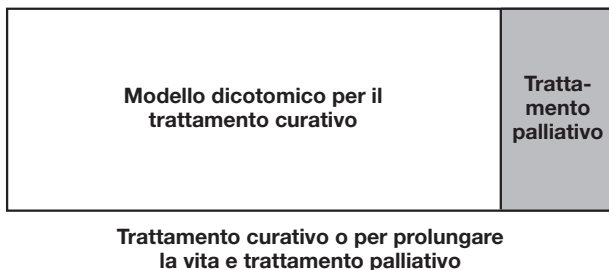 Modello dicotomico per il
trattamento curativo
Tratta-
mento
palliativo
Trattamento curativo o per prolungare
la vita e trattamento palliativo